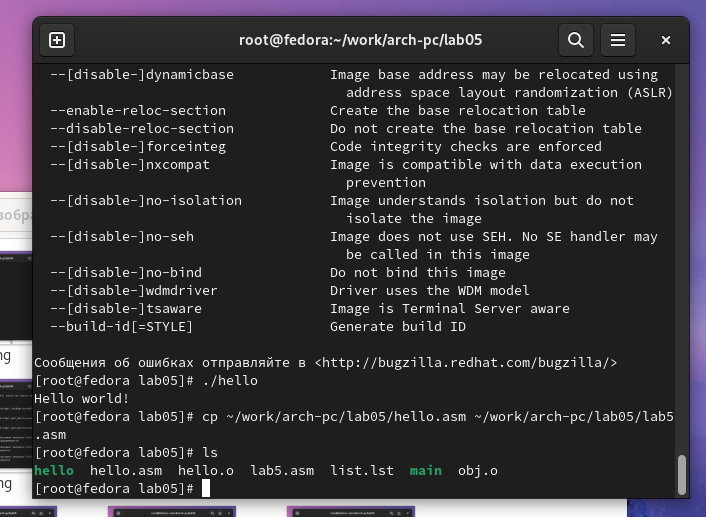 root@fedora:~/work/arch-pc/lab05
--[disable-]dynamicbase Image base address may be relocated using
address space layout randomization (ASLR)
--enable-reloc-section Create the base relocation table
--disable-reloc-section Do not create the base relocation table
--[disable-]forceinteg Code integrity checks are enforced
--[disable-]nxcompat Image is compatible with data execution
prevention
--[disable-]no-isolation Image understands isolation but do not
isolate the image
--[disable-]no-seh Image does not use SEH. No SE handler may
be called in this image
--[disable-]no-bind Do not bind this image
--[disable-]wdmdriver Driver uses the WDM model
--[disable-]tsaware Image is Terminal Server aware
--build-id[=STYLE] Generate build ID
Сообщения об ошибках отправляйте в <http://bugzilla.redhat.com/bugzilla/>
[root@fedora lab05]# ./hello
Hello world!
[root@fedora lab05]# cp ~/work/arch-pc/lab05/hello.asm ~/work/arch-pc/lab05/lab5
.asm
[root@fedora lab05]# ls
hello hello.asm hello.o lab5.asm list.lst main obj.o
[root@fedora lab05]#